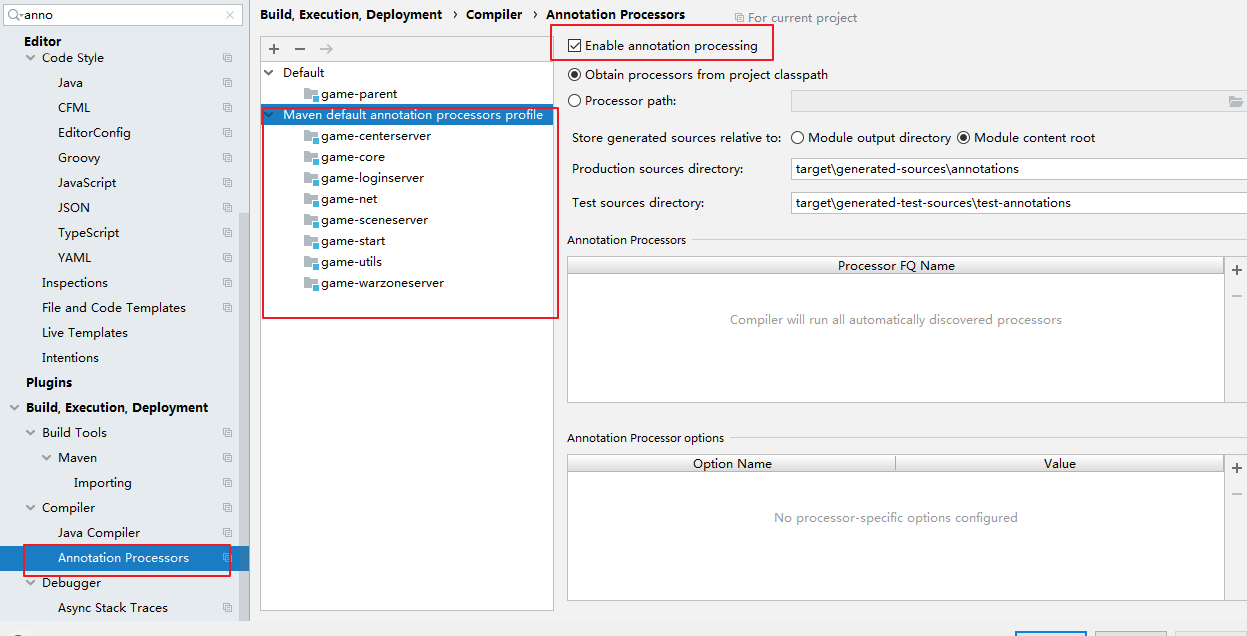 anno
Editor
Code Style
Java
CFML
EditorConfig
Groovy
JavaScript
JSON
TypeScript
YAML
Inspections
File and Code Templates
Live Templates
Intentions
Plugins
Build, Execution, Deployment
Build Tools
Maven
Importing
Compiler
Java Compiler
Annotation Processors
Debugger
Async Stack Traces
Build, Execution, Deployment › Compiler › Annotation Processors
For current project
Default
game-parent
Maven default annotation processors profile
game-centerserver
game-core
game-loginserver
game-net
game-sceneserver
game-start
game-utils
game-warzoneserver
Enable annotation processing
Obtain processors from project classpath
Processor path:
Store generated sources relative to: Module output directory Module content root
Production sources directory: target\generated-sources\annotations
Test sources directory: target\generated-test-sources\test-annotations
Annotation Processors
Processor FQ Name
Compiler will run all automatically discovered processors
Annotation Processor options
Option Name Value
No processor-specific options configured